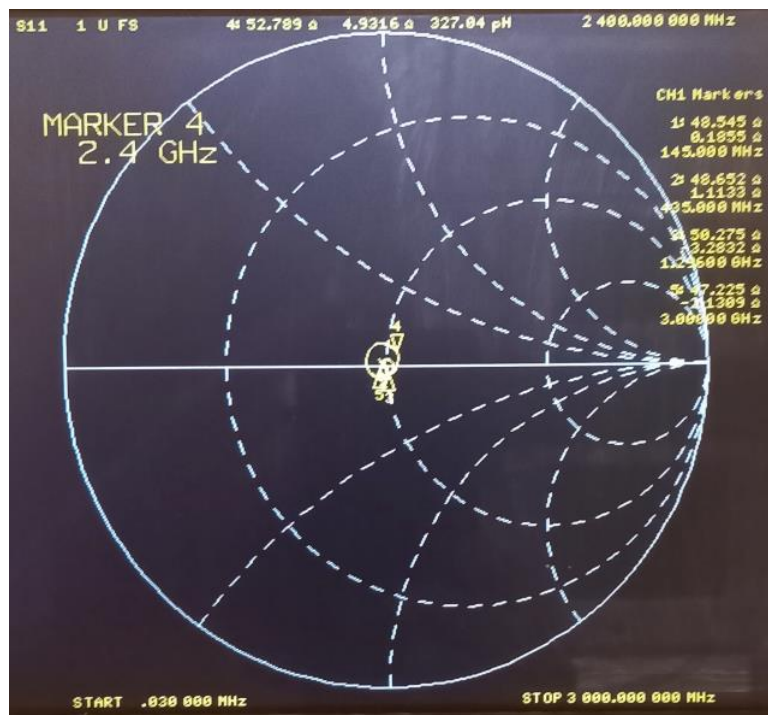 S11 1 U FS 4: 52.789 Ω 4.9316 Ω 327.04 pH 2 400.000 000 MHz
MARKER 4
2.4 GHz
CH1 Markers
1: 48.545 Ω
0.1855 Ω
145.000 MHz
2: 48.652 Ω
1.1133 Ω
435.000 MHz
50.275 Ω
3.2832 Ω
GHz
5: 47.225 Ω
Ω
3.00000 GHz
4
5
START .030 000 MHz STOP 3 000.000 000 MHz